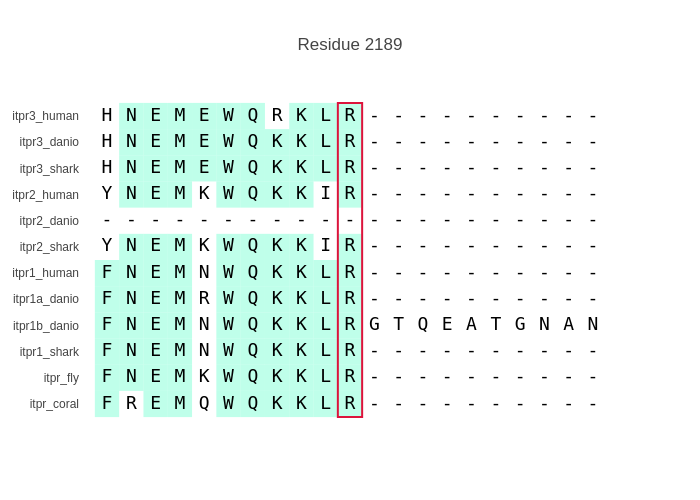 Residue 2189
itpr3_human H N E M E W Q R K L R - - - - - - - - - -
itpr3_danio H N E M E W Q K K L R - - - - - - - - - -
itpr3_shark H N E M E W Q K K L R - - - - - - - - - -
itpr2_human Y N E M K W Q K K I R - - - - - - - - - -
itpr2_danio - - - - - - - - - - - - - - - - - - - - -
itpr2_shark Y N E M K W Q K K I R - - - - - - - - - -
itpr1_human F N E M N W Q K K L R - - - - - - - - - -
itpr1a_danio F N E M R W Q K K L R - - - - - - - - - -
itpr1b_danio F N E M N W Q K K L R G T Q E A T G N A N
itpr1_shark F N E M N W Q K K L R - - - - - - - - - -
itpr_fly F N E M K W Q K K L R - - - - - - - - - -
itpr_coral F R E M Q W Q K K L R - - - - - - - - - -